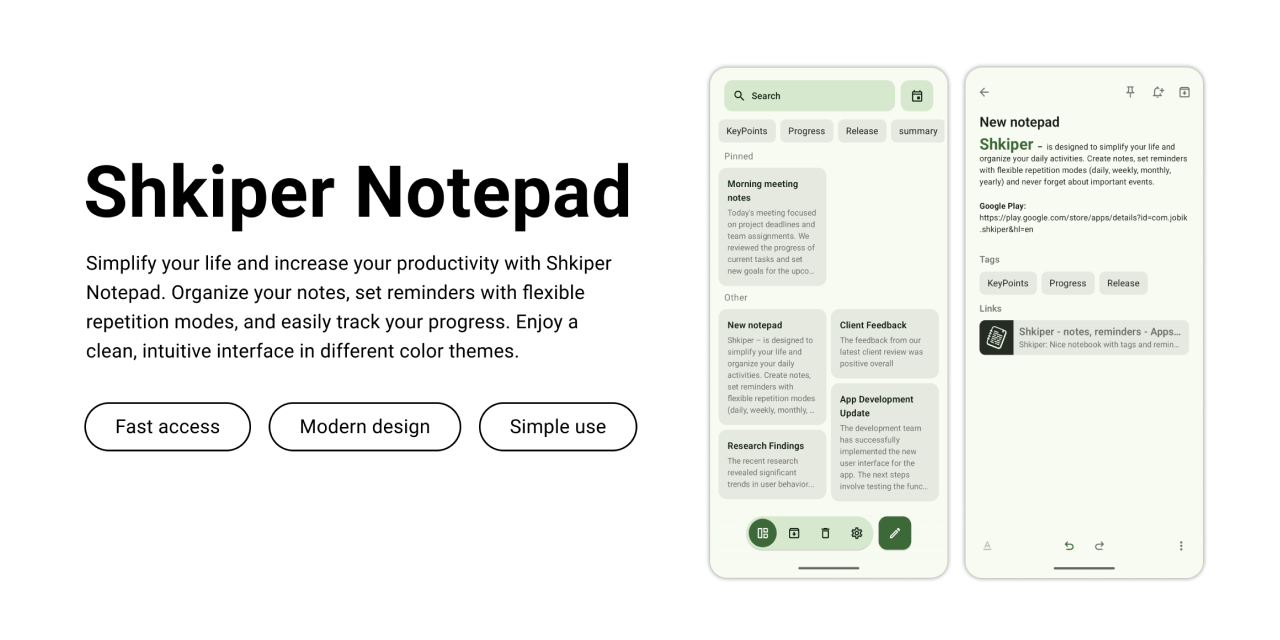 Shkiper Notepad
Simplify your life and increase your productivity with Shkiper
Notepad. Organize your notes, set reminders with flexible
repetition modes, and easily track your progress. Enjoy a
clean, intuitive interface in different color themes.
Fast access
Modern design
Simple use
Search
KeyPoints
Progress
Release
summary
Pinned
Morning meeting
notes
Today's meeting focused
on project deadlines and
team assignments. We
reviewed the progress of
current tasks and set
new goals for the upco...
Other
New notepad
Shkiper – is designed to
simplify your life and
organize your daily
activities. Create notes,
set reminders with
flexible repetition modes
(daily, weekly, monthly, ...
Research Findings
The recent research
revealed significant
trends in user behavior...
Client Feedback
The feedback from our
latest client review was
positive overall
App Development
Update
The development team
has successfully
implemented the new
user interface for the
app. The next steps
involve testing the func...
New notepad
Shkiper – is designed to simplify your life and
organize your daily activities. Create notes, set reminders
with flexible repetition modes (daily, weekly, monthly,
yearly) and never forget about important events.
Google Play:
https://play.google.com/store/apps/details?id=com.jobik
.shkiper&hl=en
Tags
KeyPoints
Progress
Release
Links
Shkiper - notes, reminders - Apps...
Shkiper: Nice notebook with tags and remin...